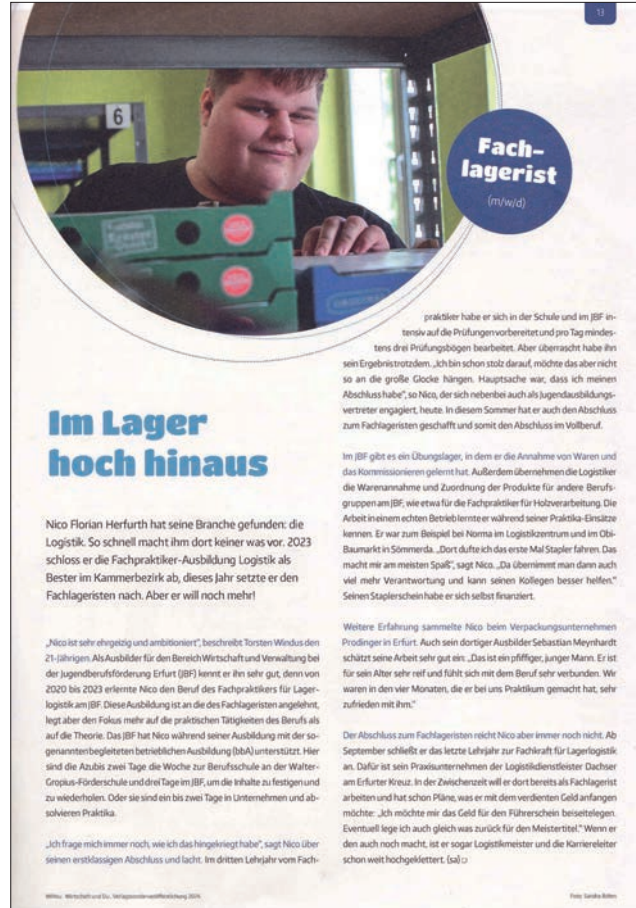 13
6
Fach-
lagerist
(m/w/d)
Im Lager
hoch hinaus
Nico Florian Herfurth hat seine Branche gefunden: die
Logistik. So schnell macht ihm dort keiner was vor. 2023
schloss er die Fachpraktiker-Ausbildung Logistik als
Bester im Kammerbezirk ab, dieses Jahr setzte er den
Fachlageristen nach. Aber er will noch mehr!
„Nico ist sehr ehrgeizig und ambitioniert“, beschreibt Torsten Windus den
21-Jährigen. Als Ausbilder für den Bereich Wirtschaft und Verwaltung bei
der Jugendberufsförderung Erfurt (JBF) kennt er ihn sehr gut, denn von
2020 bis 2023 erlernte Nico den Beruf des Fachpraktikers für Lager-
logistik am JBF. Diese Ausbildung ist an die des Fachlageristen angelehnt,
legt aber den Fokus mehr auf die praktischen Tätigkeiten des Berufs als
auf die Theorie. Das JBF hat Nico während seiner Ausbildung mit der so-
genannten begleiteten betrieblichen Ausbildung (bbA) unterstützt. Hier
sind die Azubis zwei Tage die Woche zur Berufsschule an der Walter-
Gropius-Förderschule und drei Tage im JBF, um die Inhalte zu festigen und
zu wiederholen. Oder sie sind ein bis zwei Tage in Unternehmen und ab-
solvieren Praktika.
„Ich frage mich immer noch, wie ich das hingekriegt habe“, sagt Nico über
seinen erstklassigen Abschluss und lacht. Im dritten Lehrjahr vom Fach-
praktiker habe er sich in der Schule und im JBF in-
tensiv auf die Prüfungen vorbereitet und pro Tag mindes-
tens drei Prüfungsbögen bearbeitet. Aber überrascht habe ihn
sein Ergebnis trotzdem. „Ich bin schon stolz darauf, möchte das aber nicht
so an die große Glocke hängen. Hauptsache war, dass ich meinen
Abschluss habe“, so Nico, der sich nebenbei auch als Jugendausbildungs-
vertreter engagiert, heute. In diesem Sommer hat er auch den Abschluss
zum Fachlageristen geschafft und somit den Abschluss im Vollberuf.
Im JBF gibt es ein Übungslager, in dem er die Annahme von Waren und
das Kommissionieren gelernt hat. Außerdem übernehmen die Logistiker
die Warenannahme und Zuordnung der Produkte für andere Berufs-
gruppen am JBF, wie etwa für die Fachpraktiker für Holzverarbeitung. Die
Arbeit in einem echten Betrieb lernte er während seiner Praktika-Einsätze
kennen. Er war zum Beispiel bei Norma im Logistikzentrum und im Obi-
Baumarkt in Sömmerda. „Dort dufte ich das erste Mal Stapler fahren. Das
macht mir am meisten Spaß“, sagt Nico. „Da übernimmt man dann auch
viel mehr Verantwortung und kann seinen Kollegen besser helfen.“
Seinen Staplerschein habe er sich selbst finanziert.
Weitere Erfahrung sammelte Nico beim Verpackungsunternehmen
Prodinger in Erfurt. Auch sein dortiger Ausbilder Sebastian Meynhardt
schätzt seine Arbeit sehr gut ein: „Das ist ein pfiffiger, junger Mann. Er ist
für sein Alter sehr reif und fühlt sich mit dem Beruf sehr verbunden. Wir
waren in den vier Monaten, die er bei uns Praktikum gemacht hat, sehr
zufrieden mit ihm.“
Der Abschluss zum Fachlageristen reicht Nico aber immer noch nicht. Ab
September schließt er das letzte Lehrjahr zur Fachkraft für Lagerlogistik
an. Dafür ist sein Praxisunternehmen der Logistikdienstleister Dachser
am Erfurter Kreuz. In der Zwischenzeit will er dort bereits als Fachlagerist
arbeiten und hat schon Pläne, was er mit dem verdienten Geld anfangen
möchte: „Ich möchte mir das Geld für den Führerschein beiseitelegen.
Eventuell lege ich auch gleich was zurück für den Meistertitel.“ Wenn er
den auch noch macht, ist er sogar Logistikmeister und die Karriereleiter
schon weit hochgeklettert. (sa)
Wirtschaft und Du, Verlagssonderveröffentlichung 2024